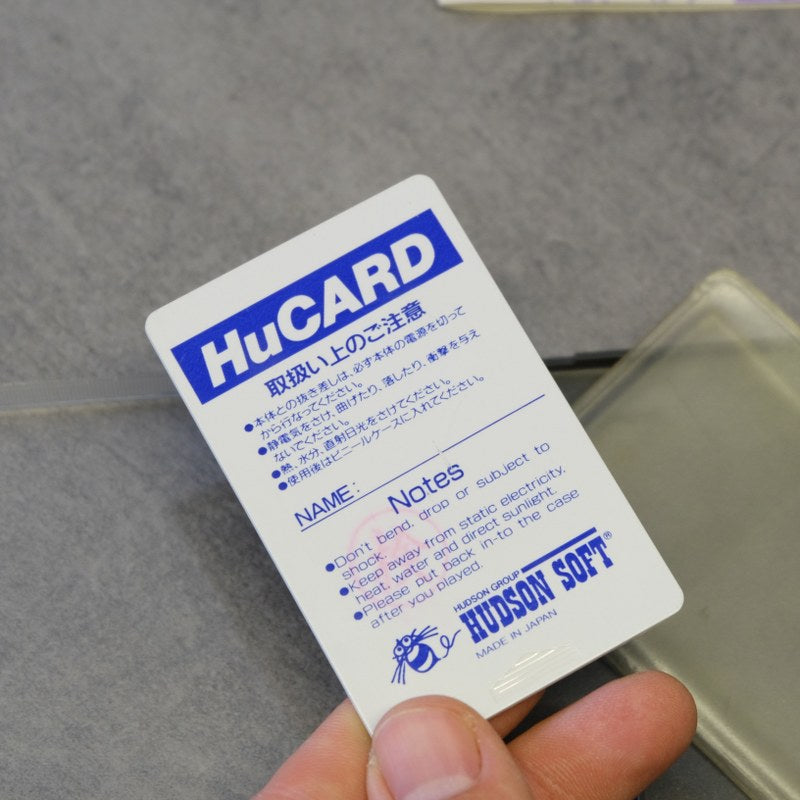 HuCARD
取扱い上のご注意
●本体との抜き差しは、必ず本体の電源を切って
から行なってください。
●静電気をさけ、曲げたり、落したり、衝撃を与え
ないでください。
●熱、水分、直射日光をさけてください。
●使用後はビニールケースに入れてください。
NAME:
Notes
●Don't bend, drop or subject to
shock.
●Keep away from static electricity,
heat, water and direct sunlight.
●Please put back in-to the case
after you played.
HUDSON GROUP
HUDSON SOFT®
MADE IN JAPAN